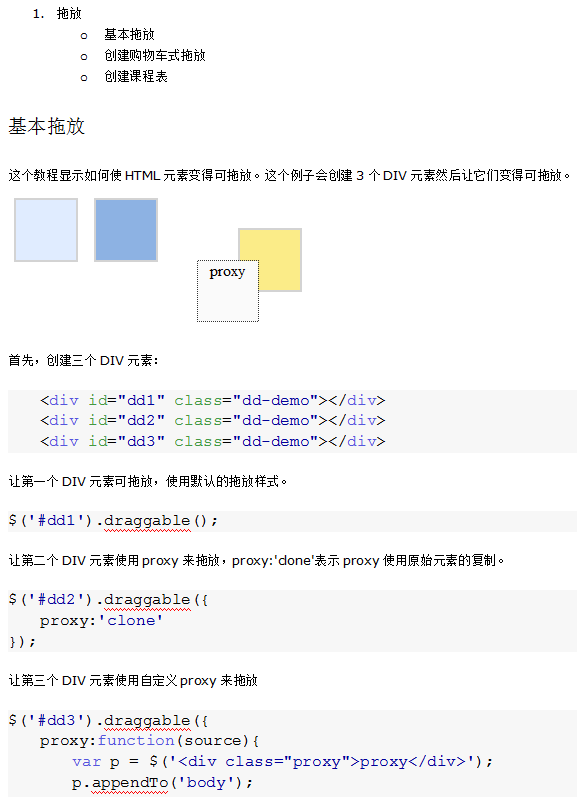 1. 拖放
o 基本拖放
o 创建购物车式拖放
o 创建课程表
基本拖放
这个教程显示如何使 HTML 元素变得可拖放。这个例子会创建 3 个 DIV 元素然后让它们变得可拖放。
proxy
首先，创建三个 DIV 元素：
<div id="dd1" class="dd-demo"></div>
<div id="dd2" class="dd-demo"></div>
<div id="dd3" class="dd-demo"></div>
让第一个 DIV 元素可拖放，使用默认的拖放样式。
$('#dd1').draggable();
让第二个 DIV 元素使用 proxy 来拖放，proxy:'clone'表示 proxy 使用原始元素的复制。
$('#dd2').draggable({
proxy:'clone'
});
让第三个 DIV 元素使用自定义 proxy 来拖放
$('#dd3').draggable({
proxy:function(source){
var p = $('<div class="proxy">proxy</div>');
p.appendTo('body');